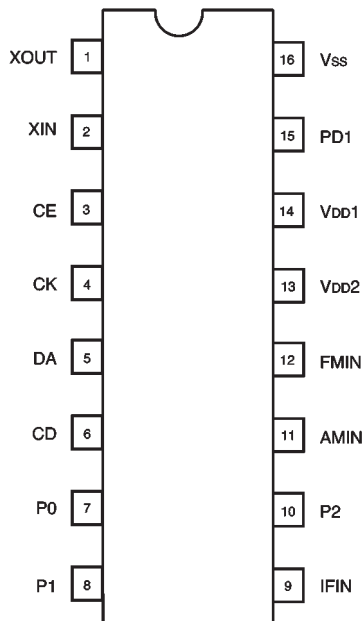 XOUT 1 16 VSS
XIN 2 15 PD1
CE 3 14 VDD1
CK 4 13 VDD2
DA 5 12 FMIN
CD 6 11 AMIN
P0 7 10 P2
P1 8 9 IFIN